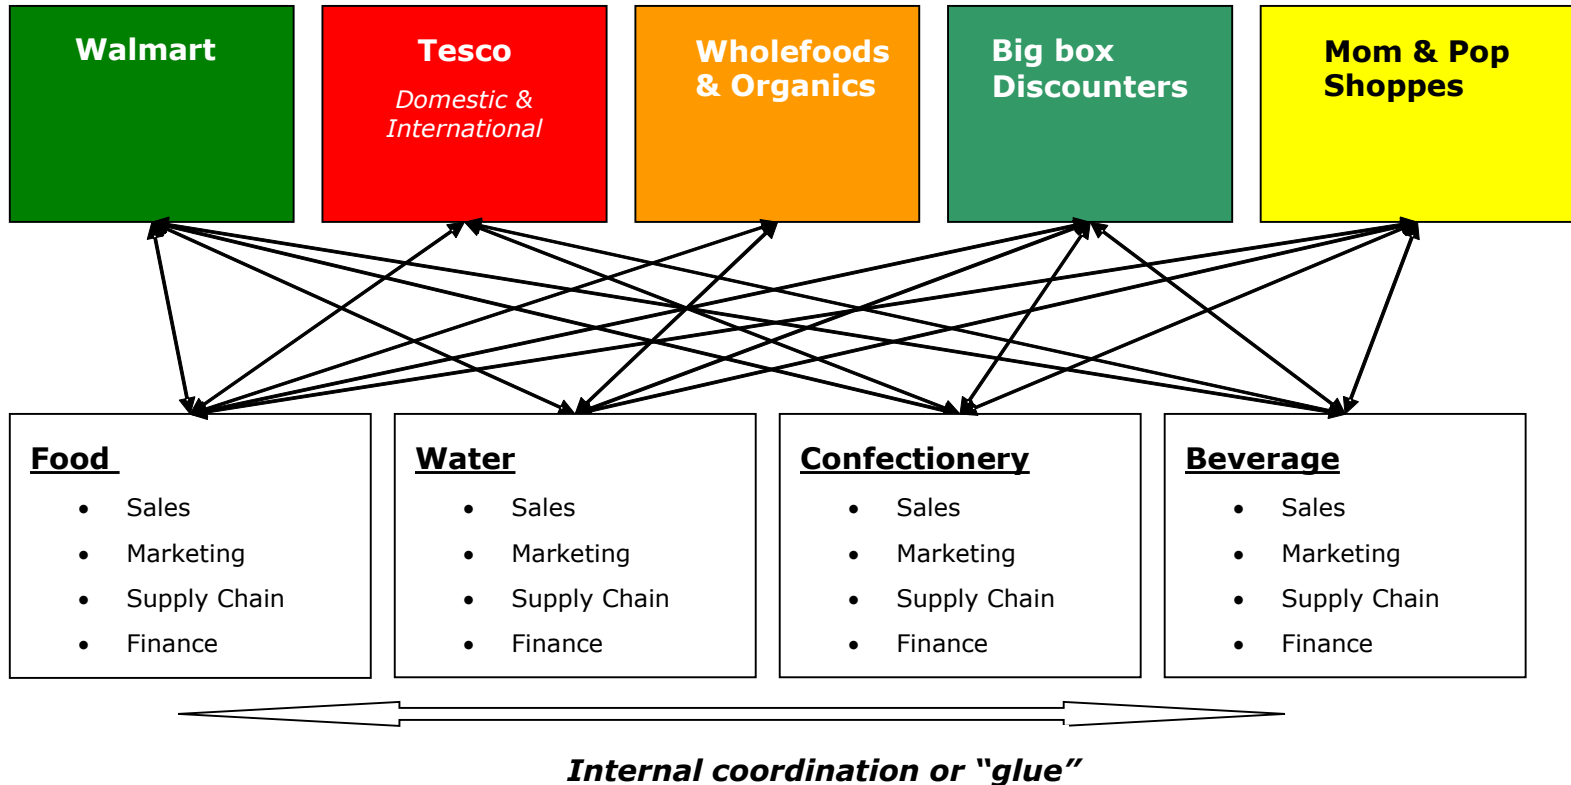 Walmart
Tesco
Domestic &
International
Wholefoods
& Organics
Big box
Discounters
Mom & Pop
Shoppes
Food
• Sales
• Marketing
• Supply Chain
• Finance
Water
• Sales
• Marketing
• Supply Chain
• Finance
Confectionery
• Sales
• Marketing
• Supply Chain
• Finance
Beverage
• Sales
• Marketing
• Supply Chain
• Finance
Internal coordination or “glue”